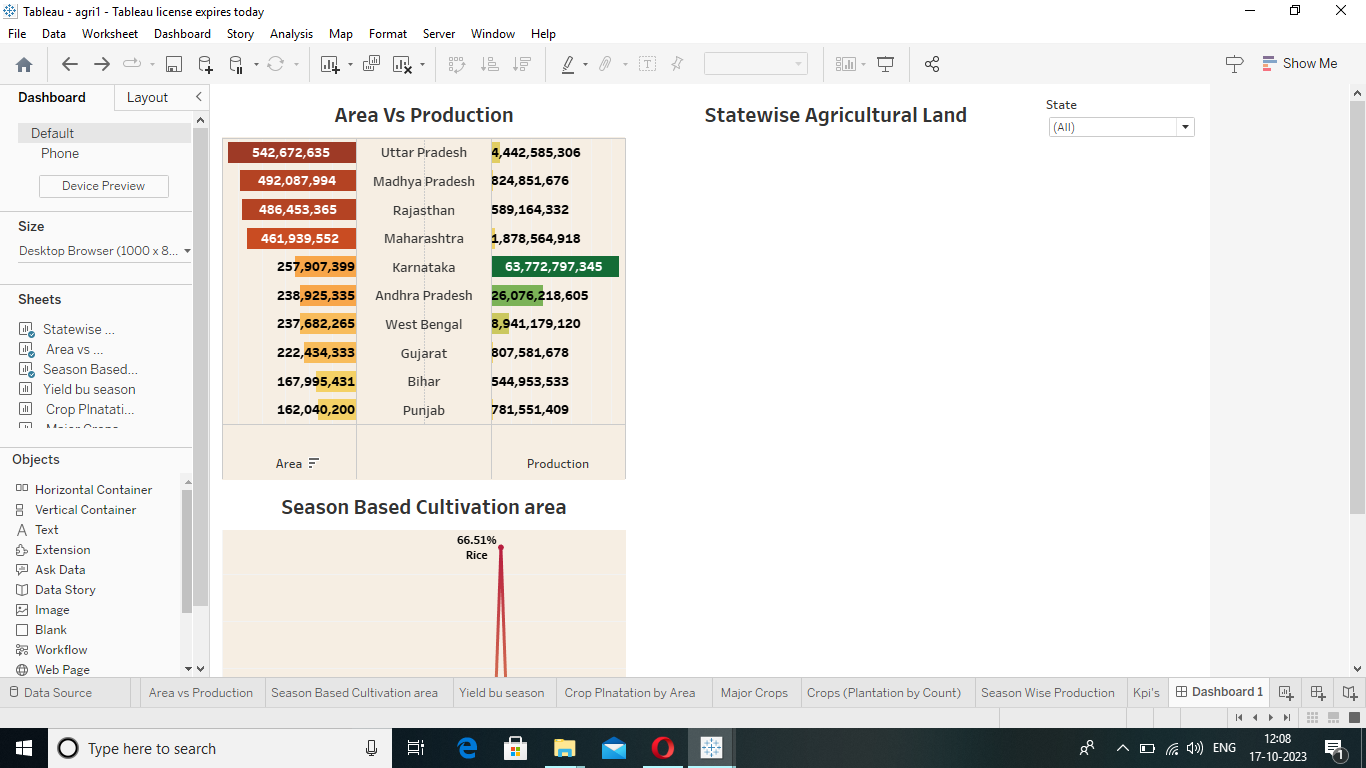 Tableau - agri1 - Tableau license expires today
File Data Worksheet Dashboard Story Analysis Map Format Server Window Help
Show Me
Dashboard Layout
Default
Phone
Device Preview
Size
Desktop Browser (1000 x 8...
Sheets
Statewise ...
Area vs ...
Season Based...
Yield bu season
Crop Plnatati...
Objects
Horizontal Container
Vertical Container
Text
Extension
Ask Data
Data Story
Image
Blank
Workflow
Web Page
Area Vs Production
542,672,635 Uttar Pradesh 4,442,585,306
492,087,994 Madhya Pradesh 824,851,676
486,453,365 Rajasthan 589,164,332
461,939,552 Maharashtra 1,878,564,918
257,907,399 Karnataka 63,772,797,345
238,925,335 Andhra Pradesh 26,076,218,605
237,682,265 West Bengal 8,941,179,120
222,434,333 Gujarat 807,581,678
167,995,431 Bihar 544,953,533
162,040,200 Punjab 781,551,409
Area Production
Season Based Cultivation area
66.51%
Rice
Statewise Agricultural Land
State
(All)
Data Source Area vs Production Season Based Cultivation area Yield bu season Crop Plnatation by Area Major Crops Crops (Plantation by Count) Season Wise Production Kpi's Dashboard 1
Type here to search
ENG
12:08
17-10-2023
1